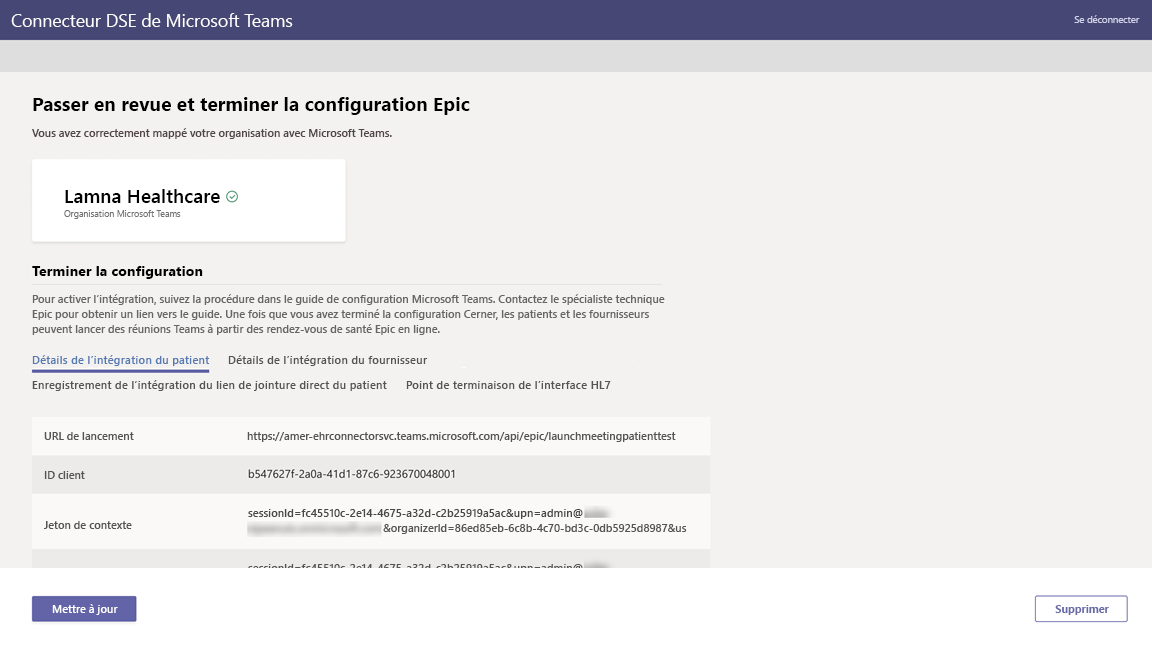 Connecteur DSE de Microsoft Teams
Se déconnecter
Passer en revue et terminer la configuration Epic
Vous avez correctement mappé votre organisation avec Microsoft Teams.
Lamna Healthcare
Organisation Microsoft Teams
Terminer la configuration
Pour activer l’intégration, suivez la procédure dans le guide de configuration Microsoft Teams. Contactez le spécialiste technique
Epic pour obtenir un lien vers le guide. Une fois que vous avez terminé la configuration Cerner, les patients et les fournisseurs
peuvent lancer des réunions Teams à partir des rendez-vous de santé Epic en ligne.
Détails de l’intégration du patient Détails de l’intégration du fournisseur
Enregistrement de l’intégration du lien de jointure direct du patient Point de terminaison de l’interface HL7
URL de lancement https://amer-ehrconnectorsvc.teams.microsoft.com/api/epic/launchmeetingpatienttest
ID client b547627f-2a0a-41d1-87c6-923670048001
Jeton de contexte sessionId=fc45510c-2e14-4675-a32d-c2b25919a5ac&upn=admin@
&organizerId=86ed85eb-6c8b-4c70-bd3c-0db5925d8987&us
sessionId=fc45510c-2e14-4675-a32d-c2b25919a5ac&upn=admin@
Mettre à jour
Supprimer